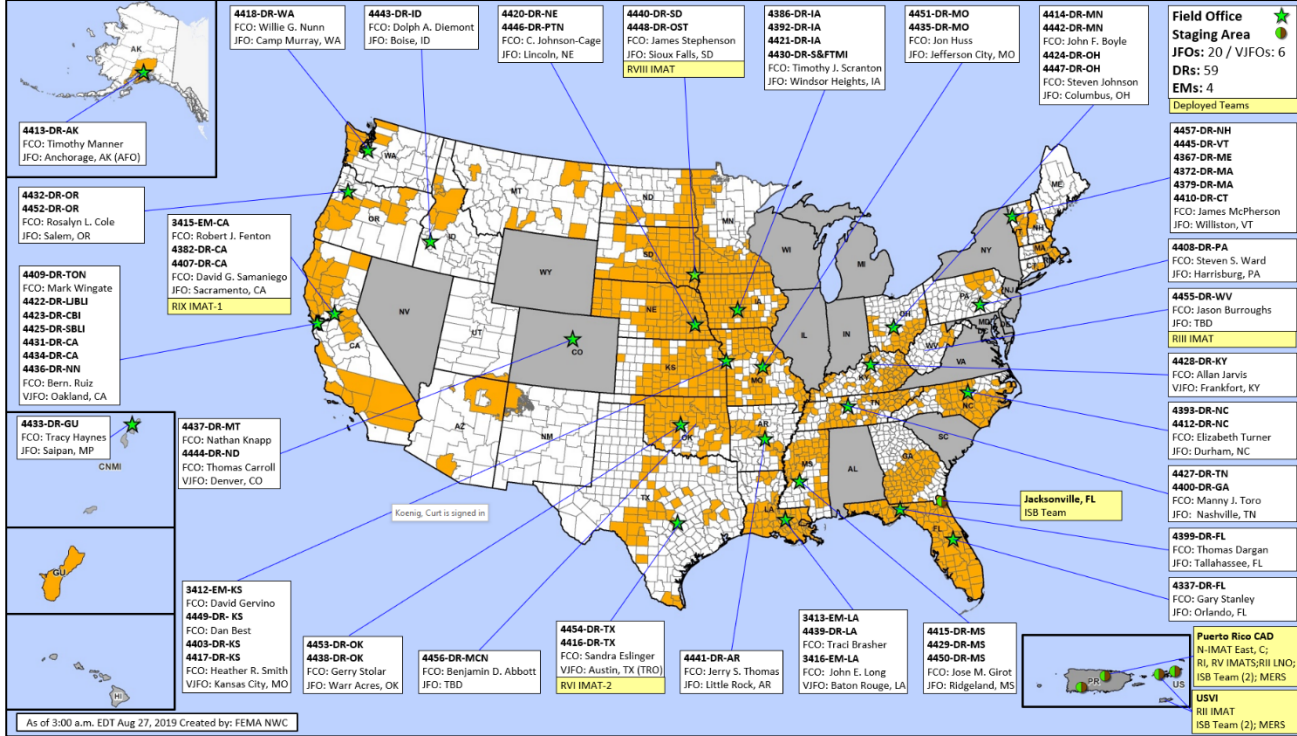 4418-DR-WA
FCO: Willie G. Nunn
JFO: Camp Murray, WA
4443-DR-ID
FCO: Dolph A. Diemont
JFO: Boise, ID
4420-DR-NE
4446-DR-PTN
FCO: C. Johnson-Cage
JFO: Lincoln, NE
4440-DR-SD
4448-DR-OST
FCO: James Stephenson
JFO: Sioux Falls, SD
RVIII IMAT
4386-DR-IA
4392-DR-IA
4421-DR-IA
4430-DR-S&FTMI
FCO: Timothy J. Scranton
JFO: Windsor Heights, IA
4451-DR-MO
4435-DR-MO
FCO: Jon Huss
JFO: Jefferson City, MO
4414-DR-MN
4442-DR-MN
FCO: John F. Boyle
4424-DR-OH
4447-DR-OH
FCO: Steven Johnson
JFO: Columbus, OH
Field Office
Staging Area
JFOs: 20 / VJFOs: 6
DRs: 59
EMs: 4
Deployed Teams
AK
4413-DR-AK
FCO: Timothy Manner
JFO: Anchorage, AK (AFO)
4432-DR-OR
4452-DR-OR
FCO: Rosalyn L. Cole
JFO: Salem, OR
3415-EM-CA
FCO: Robert J. Fenton
4382-DR-CA
4407-DR-CA
FCO: David G. Samaniego
JFO: Sacramento, CA
RIX IMAT-1
4409-DR-TON
FCO: Mark Wingate
4422-DR-LJBLI
4423-DR-CBI
4425-DR-SBLI
4431-DR-CA
4434-DR-CA
4436-DR-NN
FCO: Bern. Ruiz
VJFO: Oakland, CA
4433-DR-GU
FCO: Tracy Haynes
JFO: Saipan, MP
CNMI
4437-DR-MT
FCO: Nathan Knapp
4444-DR-ND
FCO: Thomas Carroll
VJFO: Denver, CO
GU
HI
WA
OR
ID
MT
ND
MN
WI
MI
NY
ME
VT
NH
MA
CT
RI
SD
WY
NE
IA
IL
IN
OH
PA
NJ
MD
DE
DC
NV
UT
CO
KS
MO
KY
WV
VA
CA
AZ
NM
OK
AR
TN
NC
SC
TX
LA
MS
AL
GA
FL
Koenig, Curt is signed in
4457-DR-NH
4445-DR-VT
4367-DR-ME
4372-DR-MA
4379-DR-MA
4410-DR-CT
FCO: James McPherson
JFO: Williston, VT
4408-DR-PA
FCO: Steven S. Ward
JFO: Harrisburg, PA
4455-DR-WV
FCO: Jason Burroughs
JFO: TBD
RIII IMAT
4428-DR-KY
FCO: Allan Jarvis
VJFO: Frankfort, KY
4393-DR-NC
4412-DR-NC
FCO: Elizabeth Turner
JFO: Durham, NC
4427-DR-TN
4400-DR-GA
FCO: Manny J. Toro
JFO: Nashville, TN
Jacksonville, FL
ISB Team
4399-DR-FL
FCO: Thomas Dargan
JFO: Tallahassee, FL
4337-DR-FL
FCO: Gary Stanley
JFO: Orlando, FL
3412-EM-KS
FCO: David Gervino
4449-DR- KS
FCO: Dan Best
4403-DR-KS
4417-DR-KS
FCO: Heather R. Smith
VJFO: Kansas City, MO
4453-DR-OK
4438-DR-OK
FCO: Gerry Stolar
JFO: Warr Acres, OK
4456-DR-MCN
FCO: Benjamin D. Abbott
JFO: TBD
4454-DR-TX
4416-DR-TX
FCO: Sandra Eslinger
VJFO: Austin, TX (TRO)
RVI IMAT-2
4441-DR-AR
FCO: Jerry S. Thomas
JFO: Little Rock, AR
3413-EM-LA
4439-DR-LA
FCO: Traci Brasher
3416-EM-LA
FCO: John E. Long
VJFO: Baton Rouge, LA
4415-DR-MS
4429-DR-MS
4450-DR-MS
FCO: Jose M. Girot
JFO: Ridgeland, MS
PR
US
Puerto Rico CAD
N-IMAT East, C;
RI, RV IMATS;RII LNO;
ISB Team (2); MERS
USVI
RII IMAT
ISB Team (2); MERS
As of 3:00 a.m. EDT Aug 27, 2019 Created by: FEMA NWC